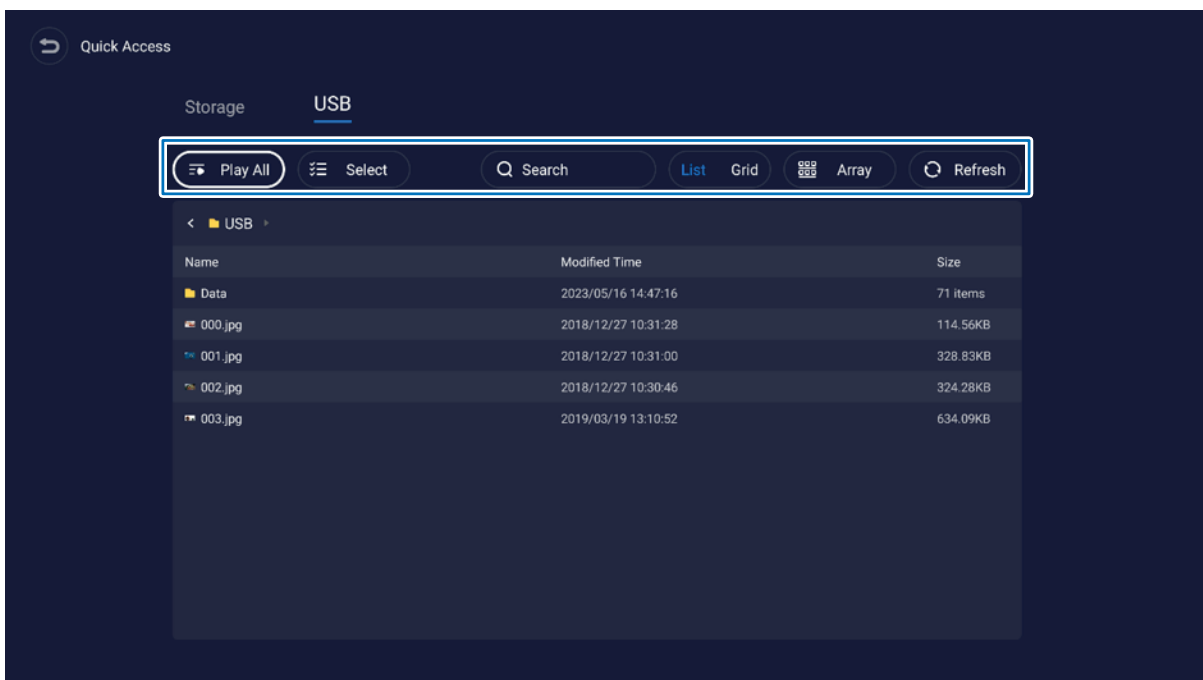 Quick Access
Storage USB
Play All Select Search List Grid Array Refresh
USB
Name Modified Time Size
Data 2023/05/16 14:47:16 71 items
000.jpg 2018/12/27 10:31:28 114.56KB
001.jpg 2018/12/27 10:31:00 328.83KB
002.jpg 2018/12/27 10:30:46 324.28KB
003.jpg 2019/03/19 13:10:52 634.09KB